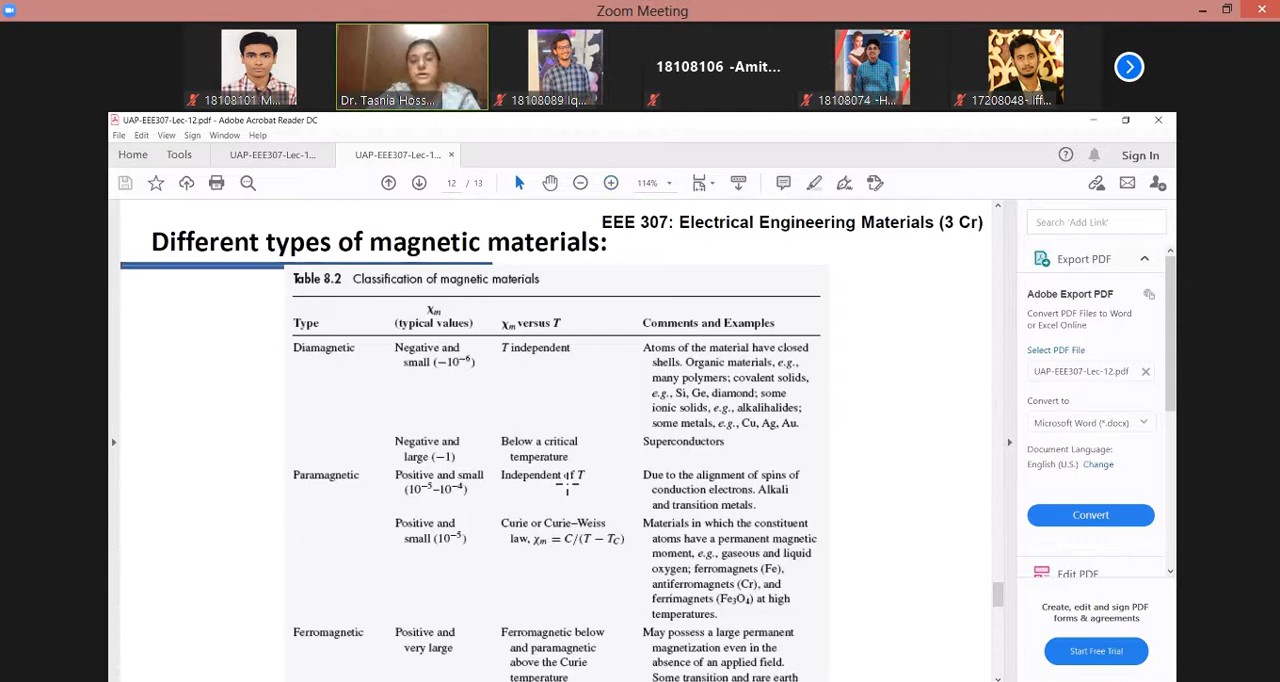 Zoom Meeting
18108101 M...
Dr. Tasnia Hoss...
18108089 Iq...
18108106 -Amit...
18108074 -H...
17208048- Iff...
UAP-EEE307-Lec-12.pdf - Adobe Acrobat Reader DC
File Edit View Sign Window Help
Home Tools UAP-EEE307-Lec-1... UAP-EEE307-Lec-1... × Sign In
12 / 13 114%
EEE 307: Electrical Engineering Materials (3 Cr)
Different types of magnetic materials:
Table 8.2 Classification of magnetic materials
Type χm (typical values) χm versus T Comments and Examples
Diamagnetic Negative and T independent Atoms of the material have closed
small (−10⁻⁶) shells. Organic materials, e.g.,
many polymers; covalent solids,
e.g., Si, Ge, diamond; some
ionic solids, e.g., alkalihalides;
some metals, e.g., Cu, Ag, Au.
Negative and Below a critical Superconductors
large (−1) temperature
Paramagnetic Positive and small Independent of T Due to the alignment of spins of
(10⁻⁵–10⁻⁴) conduction electrons. Alkali
and transition metals.
Positive and Curie or Curie–Weiss Materials in which the constituent
small (10⁻⁵) law, χm = C/(T − TC) atoms have a permanent magnetic
moment, e.g., gaseous and liquid
oxygen; ferromagnets (Fe),
antiferromagnets (Cr), and
ferrimagnets (Fe₃O₄) at high
temperatures.
Ferromagnetic Positive and Ferromagnetic below May possess a large permanent
very large and paramagnetic magnetization even in the
above the Curie absence of an applied field.
temperature Some transition and rare earth
Search 'Add Link'
Export PDF
Adobe Export PDF
Convert PDF Files to Word
or Excel Online
Select PDF File
UAP-EEE307-Lec-12.pdf
Convert to
Microsoft Word (*.docx)
Document Language:
English (U.S.) Change
Convert
Edit PDF
Create, edit and sign PDF
forms & agreements
Start Free Trial